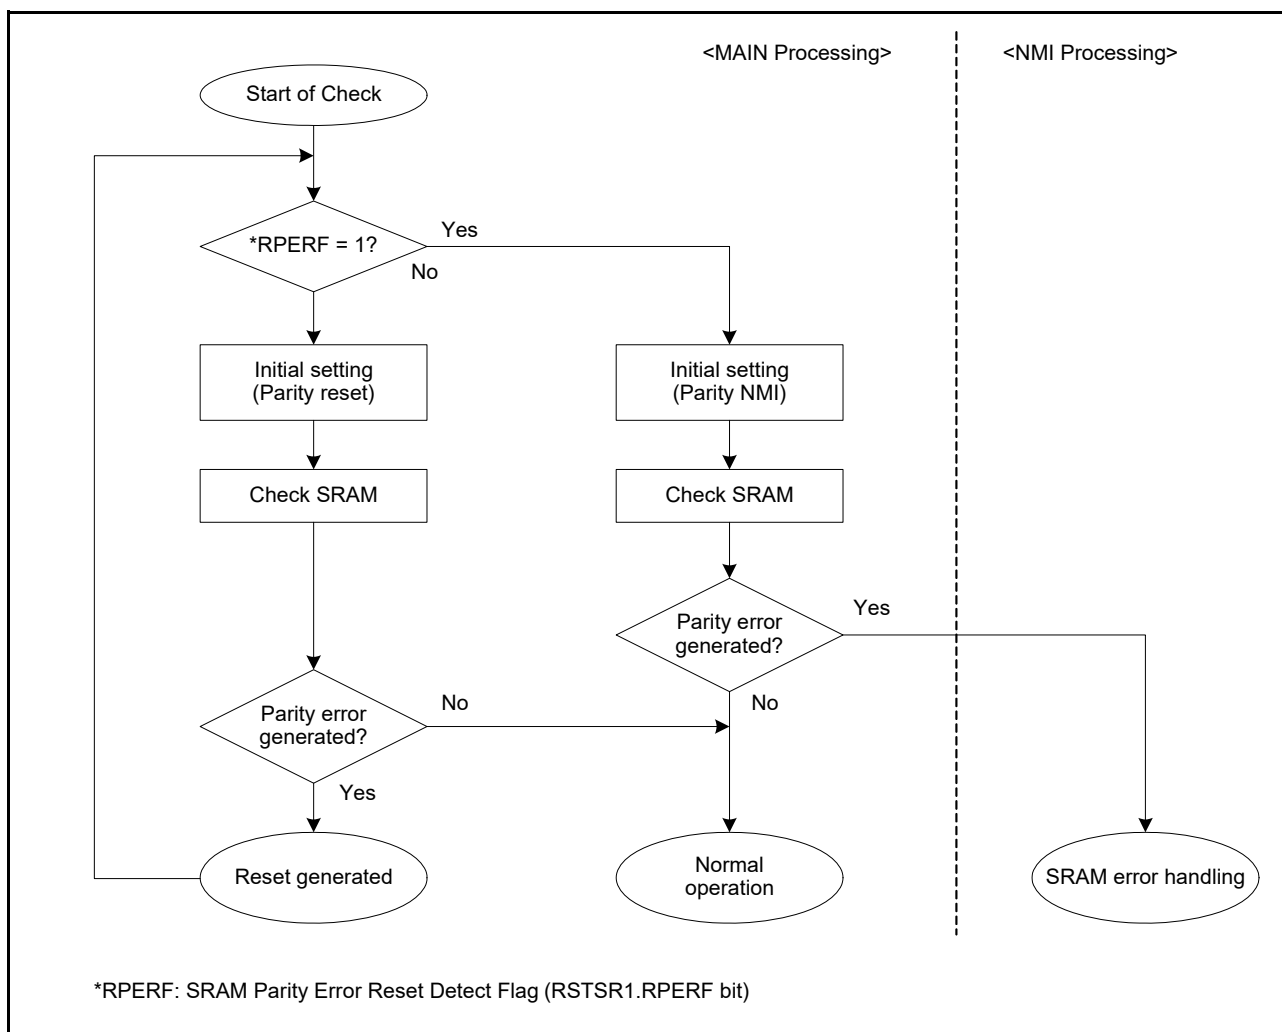 <MAIN Processing>
<NMI Processing>
Start of Check
*RPERF = 1?
Yes
No
Initial setting
(Parity reset)
Initial setting
(Parity NMI)
Check SRAM
Check SRAM
Parity error
generated?
Yes
No
Parity error
generated?
No
Yes
Reset generated
Normal
operation
SRAM error handling
*RPERF: SRAM Parity Error Reset Detect Flag (RSTSR1.RPERF bit)